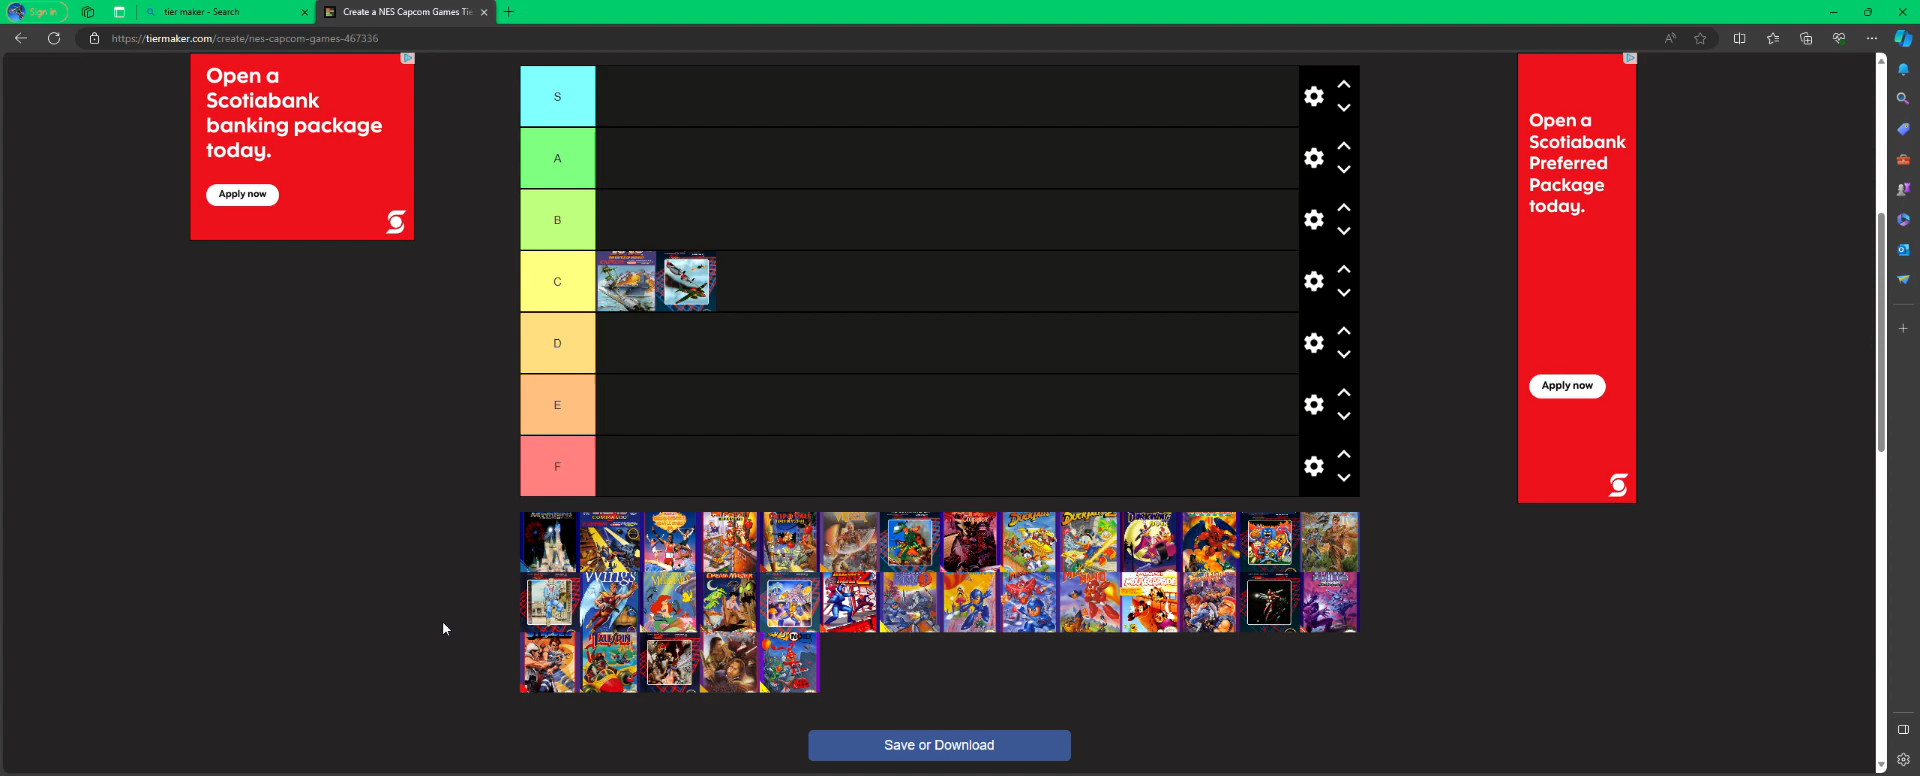 Sign in
tier maker - Search
Create a NES Capcom Games Tie
https://tiermaker.com/create/nes-capcom-games-467336
Open a
Scotiabank
banking package
today.
Apply now
S
A
B
C
D
E
F
Open a
Scotiabank
Preferred
Package
today.
Apply now
Save or Download